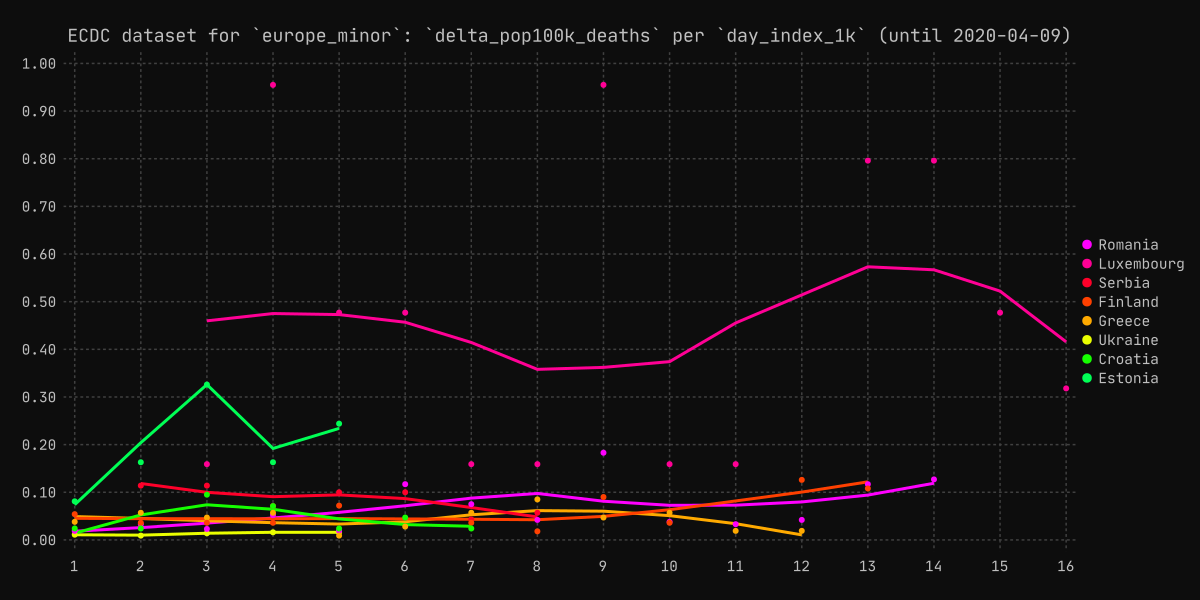 ECDC dataset for `europe_minor`: `delta_pop100k_deaths` per `day_index_1k` (until 2020-04-09)
1.00
0.90
0.80
0.70
0.60
0.50
0.40
0.30
0.20
0.10
0.00
1 2 3 4 5 6 7 8 9 10 11 12 13 14 15 16
Romania
Luxembourg
Serbia
Finland
Greece
Ukraine
Croatia
Estonia